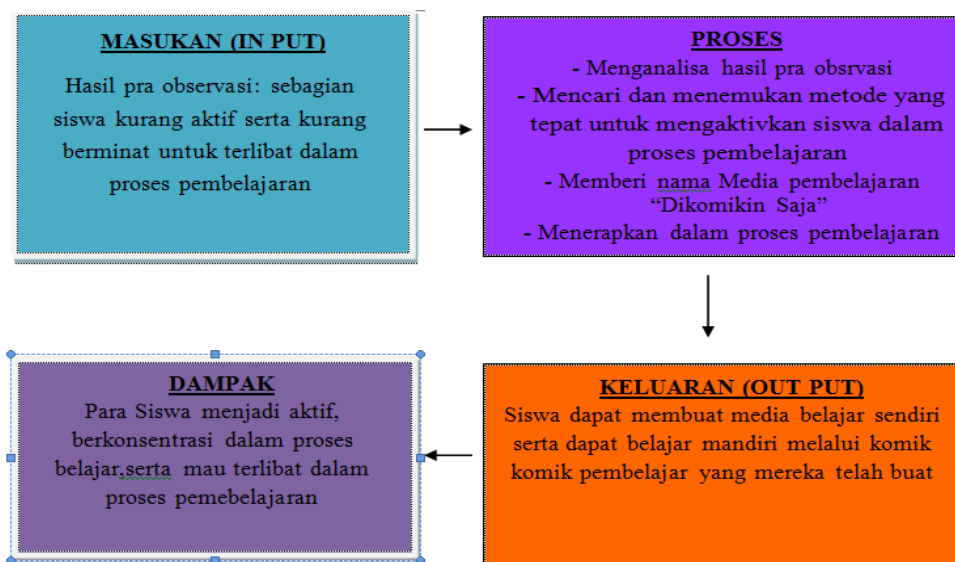 MASUKAN (IN PUT)
Hasil pra observasi: sebagian
siswa kurang aktif serta kurang
berminat untuk terlibat dalam
proses pembelajaran
PROSES
- Menganalisa hasil pra obsrvasi
- Mencari dan menemukan metode yang
tepat untuk mengaktivkan siswa dalam
proses pembelajaran
- Memberi nama Media pembelajaran
“Dikomikin Saja”
- Menerapkan dalam proses pembelajaran
KELUARAN (OUT PUT)
Siswa dapat membuat media belajar sendiri
serta dapat belajar mandiri melalui komik
komik pembelajar yang mereka telah buat
DAMPAK
Para Siswa menjadi aktif,
berkonsentrasi dalam proses
belajar.serta mau terlibat dalam
proses pemebelajaran